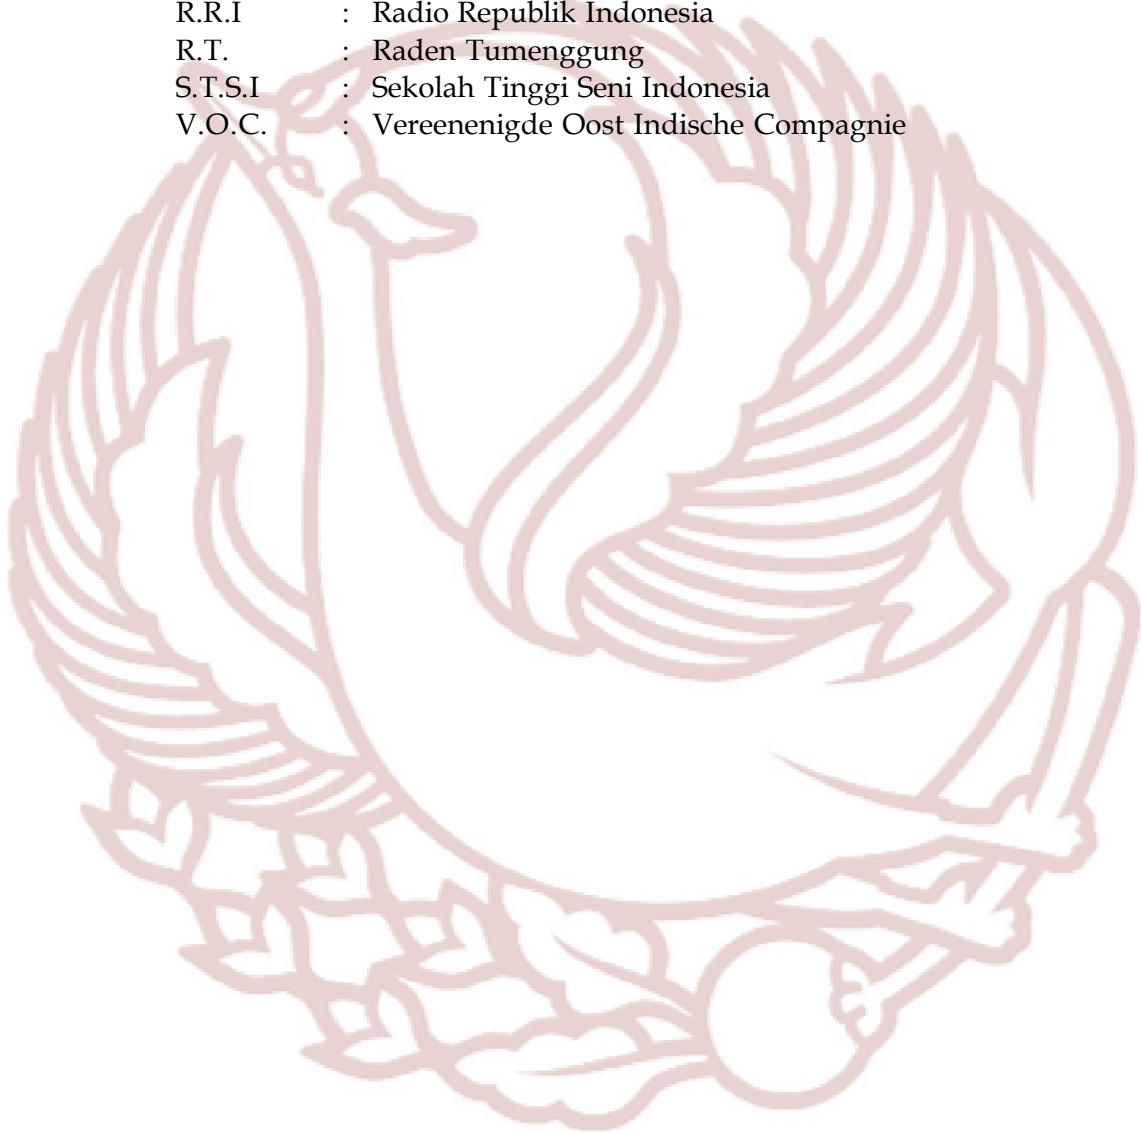 R.R.I : Radio Republik Indonesia
R.T. : Raden Tumenggung
S.T.S.I : Sekolah Tinggi Seni Indonesia
V.O.C. : Vereenenigde Oost Indische Compagnie